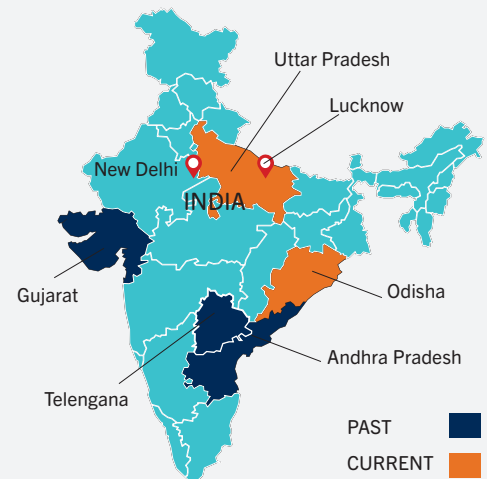 Uttar Pradesh
Lucknow
New Delhi
INDIA
Gujarat
Odisha
Andhra Pradesh
Telengana
PAST
CURRENT